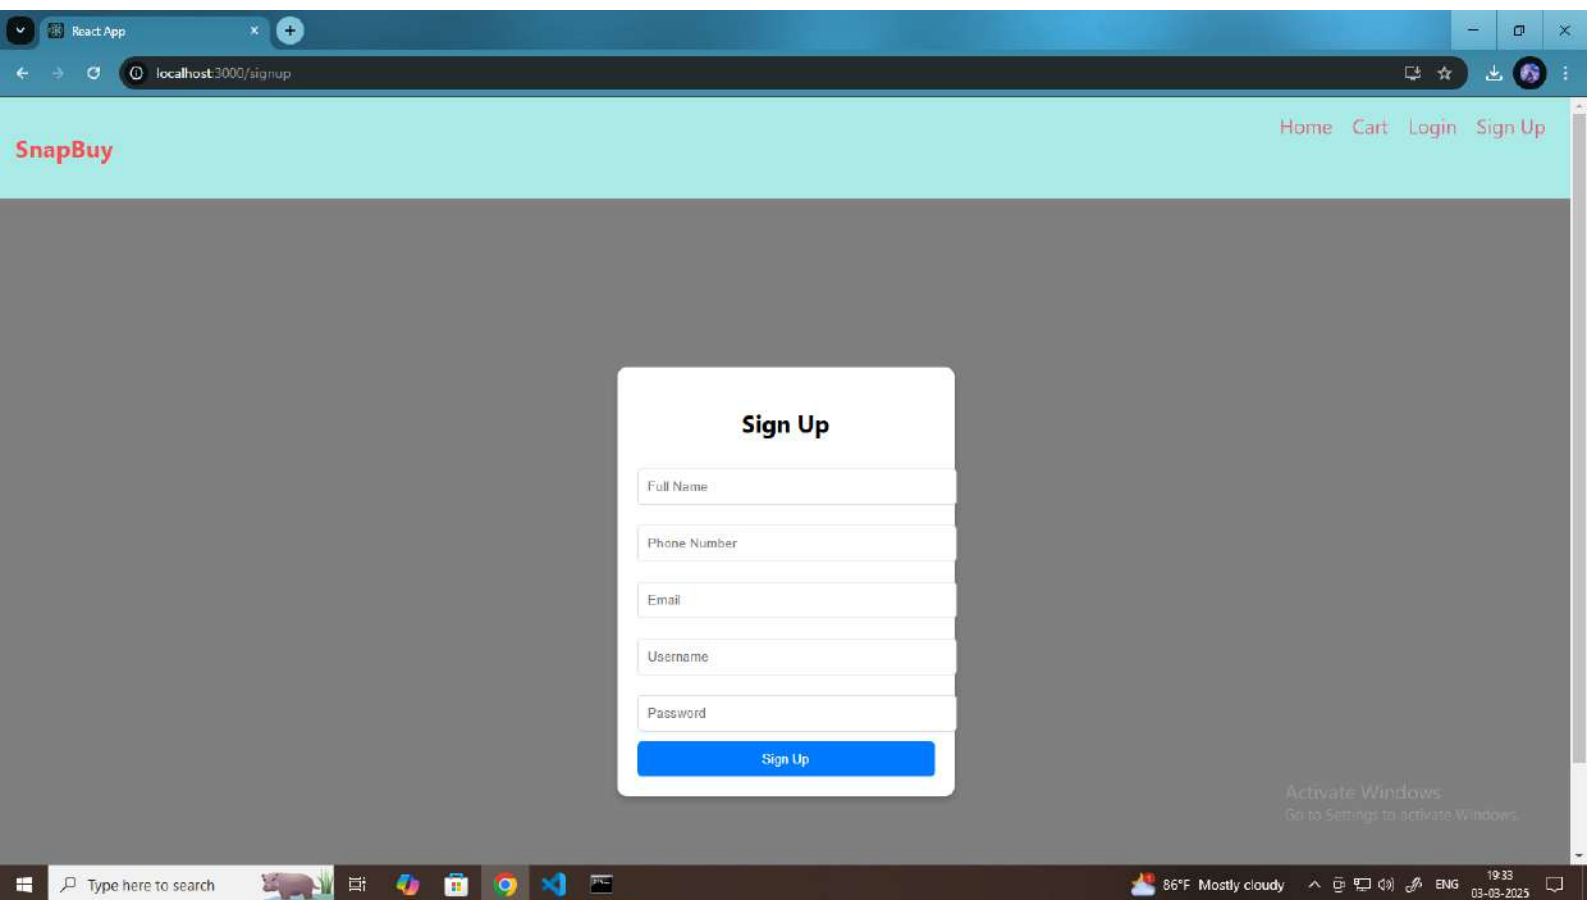 React App
localhost:3000/signup
SnapBuy
Home Cart Login Sign Up
Sign Up
Full Name
Phone Number
Email
Username
Password
Sign Up
Activate Windows
Go to Settings to activate Windows.
Type here to search
86°F Mostly cloudy
ENG
19:33
03-03-2025